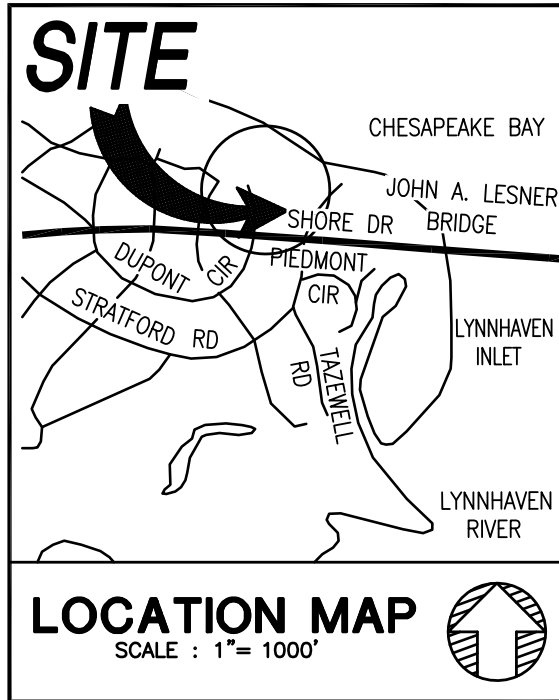 SITE
CHESAPEAKE BAY
JOHN A. LESNER
BRIDGE
SHORE DR
PIEDMONT
CIR
DUPONT CIR
STRATFORD RD
TAZEWELL
RD
LYNNHAVEN
INLET
LYNNHAVEN
RIVER
LOCATION MAP
SCALE : 1"= 1000'